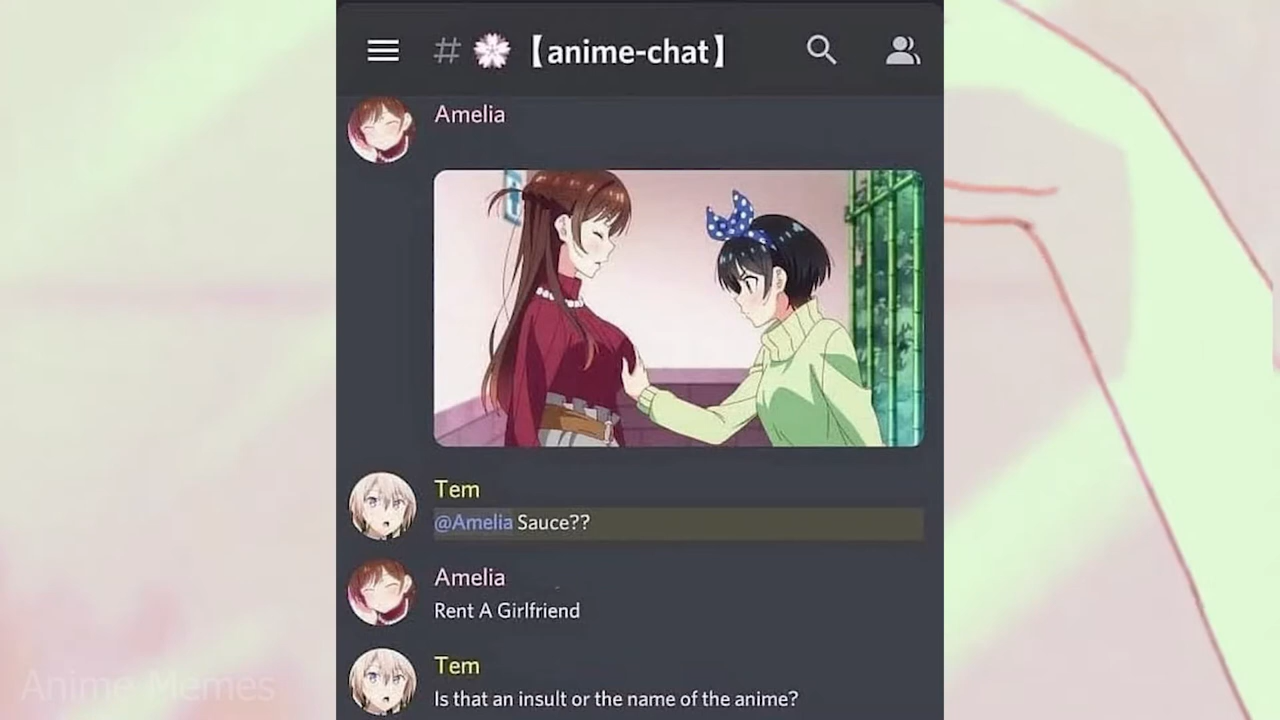 # 【anime-chat】
Amelia
Tem
@Amelia Sauce??
Amelia
Rent A Girlfriend
Tem
Is that an insult or the name of the anime?
Anime Memes